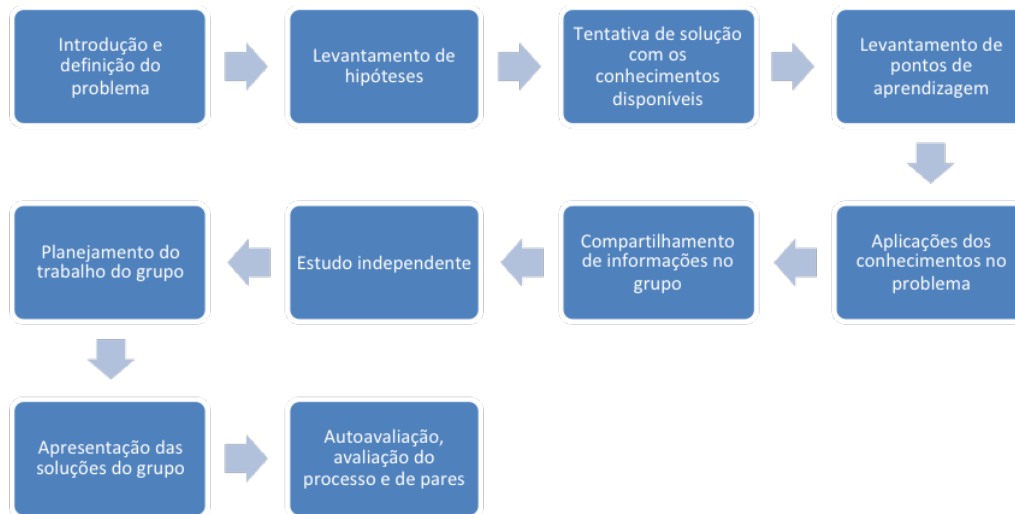 Introdução e
definição do
problema
Levantamento de
hipóteses
Tentativa de solução
com os
conhecimentos
disponíveis
Levantamento de
pontos de
aprendizagem
Aplicações dos
conhecimentos no
problema
Compartilhamento
de informações no
grupo
Estudo independente
Planejamento do
trabalho do grupo
Apresentação das
soluções do grupo
Autoavaliação,
avaliação do
processo e de pares